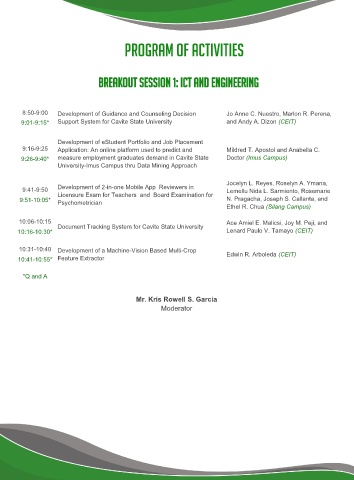 PROGRAM OF ACTIVITIES
BREAKOUT SESSION 1: ICT AND ENGINEERING
8:50-9:00
9:01-9:15*
Development of Guidance and Counseling Decision
Support System for Cavite State University
Jo Anne C. Nuestro, Marlon R. Perena,
and Andy A. Dizon (CEIT)
9:16-9:25
9:26-9:40*
Development of eStudent Portfolio and Job Placement
Application: An online platform used to predict and
measure employment graduates demand in Cavite State
University-Imus Campus thru Data Mining Approach
Mildred T. Apostol and Anabella C.
Doctor (Imus Campus)
9:41-9:50
9:51-10:05*
Development of 2-in-one Mobile App Reviewers in
Licensure Exam for Teachers and Board Examination for
Psychometrician
Jocelyn L. Reyes, Roselyn A. Ymana,
Lemellu Nida L. Sarmiento, Rosemarie
N. Pragacha, Joseph S. Callenta, and
Ethel R. Chua (Silang Campus)
10:06-10:15
10:16-10:30*
Document Tracking System for Cavite State University
Ace Amiel E. Malicsi, Joy M. Peji, and
Lenard Paulo V. Tamayo (CEIT)
10:31-10:40
10:41-10:55*
Development of a Machine-Vision Based Multi-Crop
Feature Extractor
Edwin R. Arboleda (CEIT)
*Q and A
Mr. Kris Rowell S. Garcia
Moderator